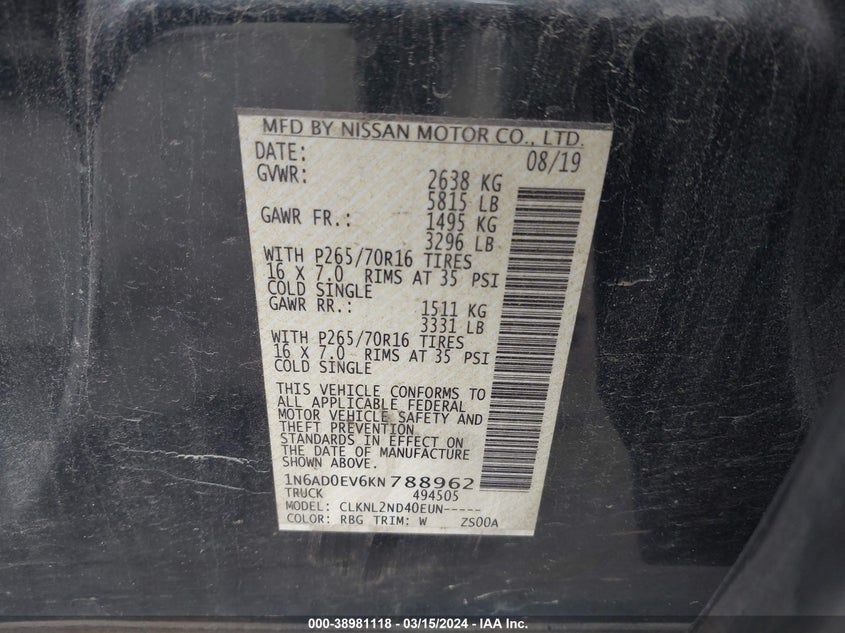 MFD BY NISSAN MOTOR CO., LTD.
DATE: 08/19
GVWR: 2638 KG
5815 LB
GAWR FR.: 1495 KG
3296 LB
WITH P265/70R16 TIRES
16 X 7.0 RIMS AT 35 PSI
COLD SINGLE
GAWR RR.: 1511 KG
3331 LB
WITH P265/70R16 TIRES
16 X 7.0 RIMS AT 35 PSI
COLD SINGLE
THIS VEHICLE CONFORMS TO
ALL APPLICABLE FEDERAL
MOTOR VEHICLE SAFETY AND
THEFT PREVENTION
STANDARDS IN EFFECT ON
THE DATE OF MANUFACTURE
SHOWN ABOVE.
1N6AD0EV6KN788962
TRUCK 494505
MODEL: CLKNL2ND40EUN-----
COLOR: RBG TRIM: W ZS00A
000-38981118 - 03/15/2024 - IAA Inc.